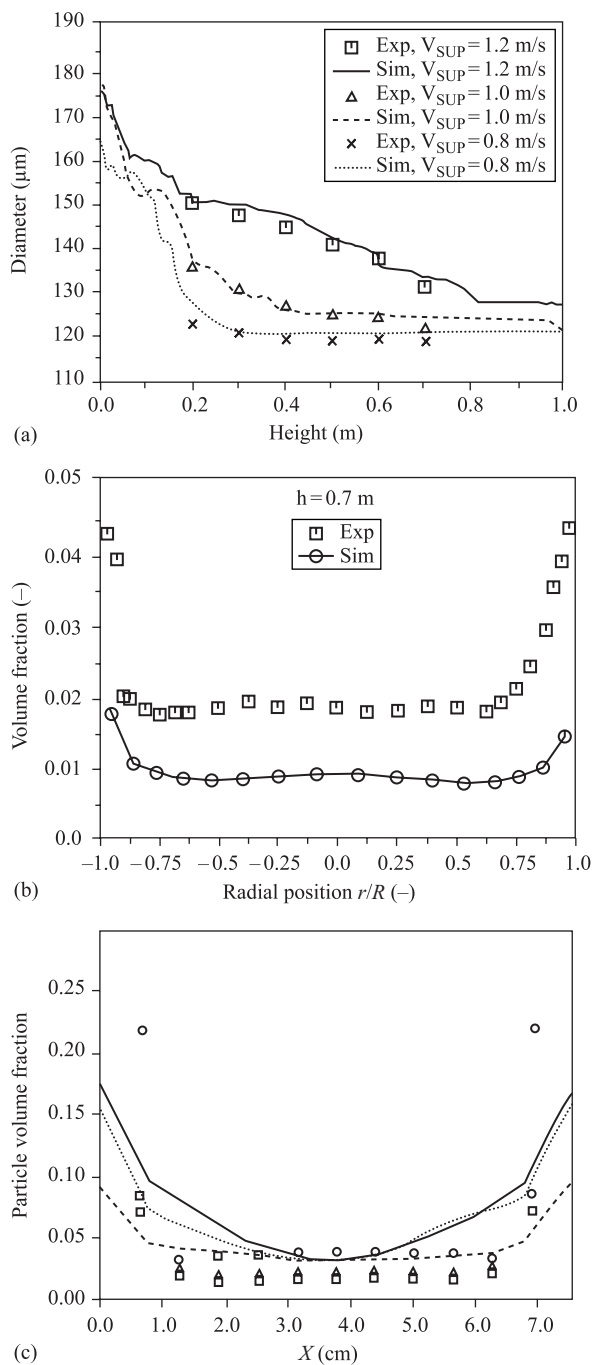 190
180
170
160
150
140
130
120
110
Diameter (μm)
Exp, V_SUP = 1.2 m/s
Sim, V_SUP = 1.2 m/s
Exp, V_SUP = 1.0 m/s
Sim, V_SUP = 1.0 m/s
Exp, V_SUP = 0.8 m/s
Sim, V_SUP = 0.8 m/s
0.0 0.2 0.4 0.6 0.8 1.0
(a) Height (m)
0.05
0.04
0.03
0.02
0.01
0.0
Volume fraction (–)
h = 0.7 m
Exp
Sim
–1.0 –0.75 –0.5 –0.25 0.0 0.25 0.5 0.75 1.0
(b) Radial position r/R (–)
0.25
0.20
0.15
0.10
0.05
0.00
Particle volume fraction
0.0 1.0 2.0 3.0 4.0 5.0 6.0 7.0
(c) X (cm)